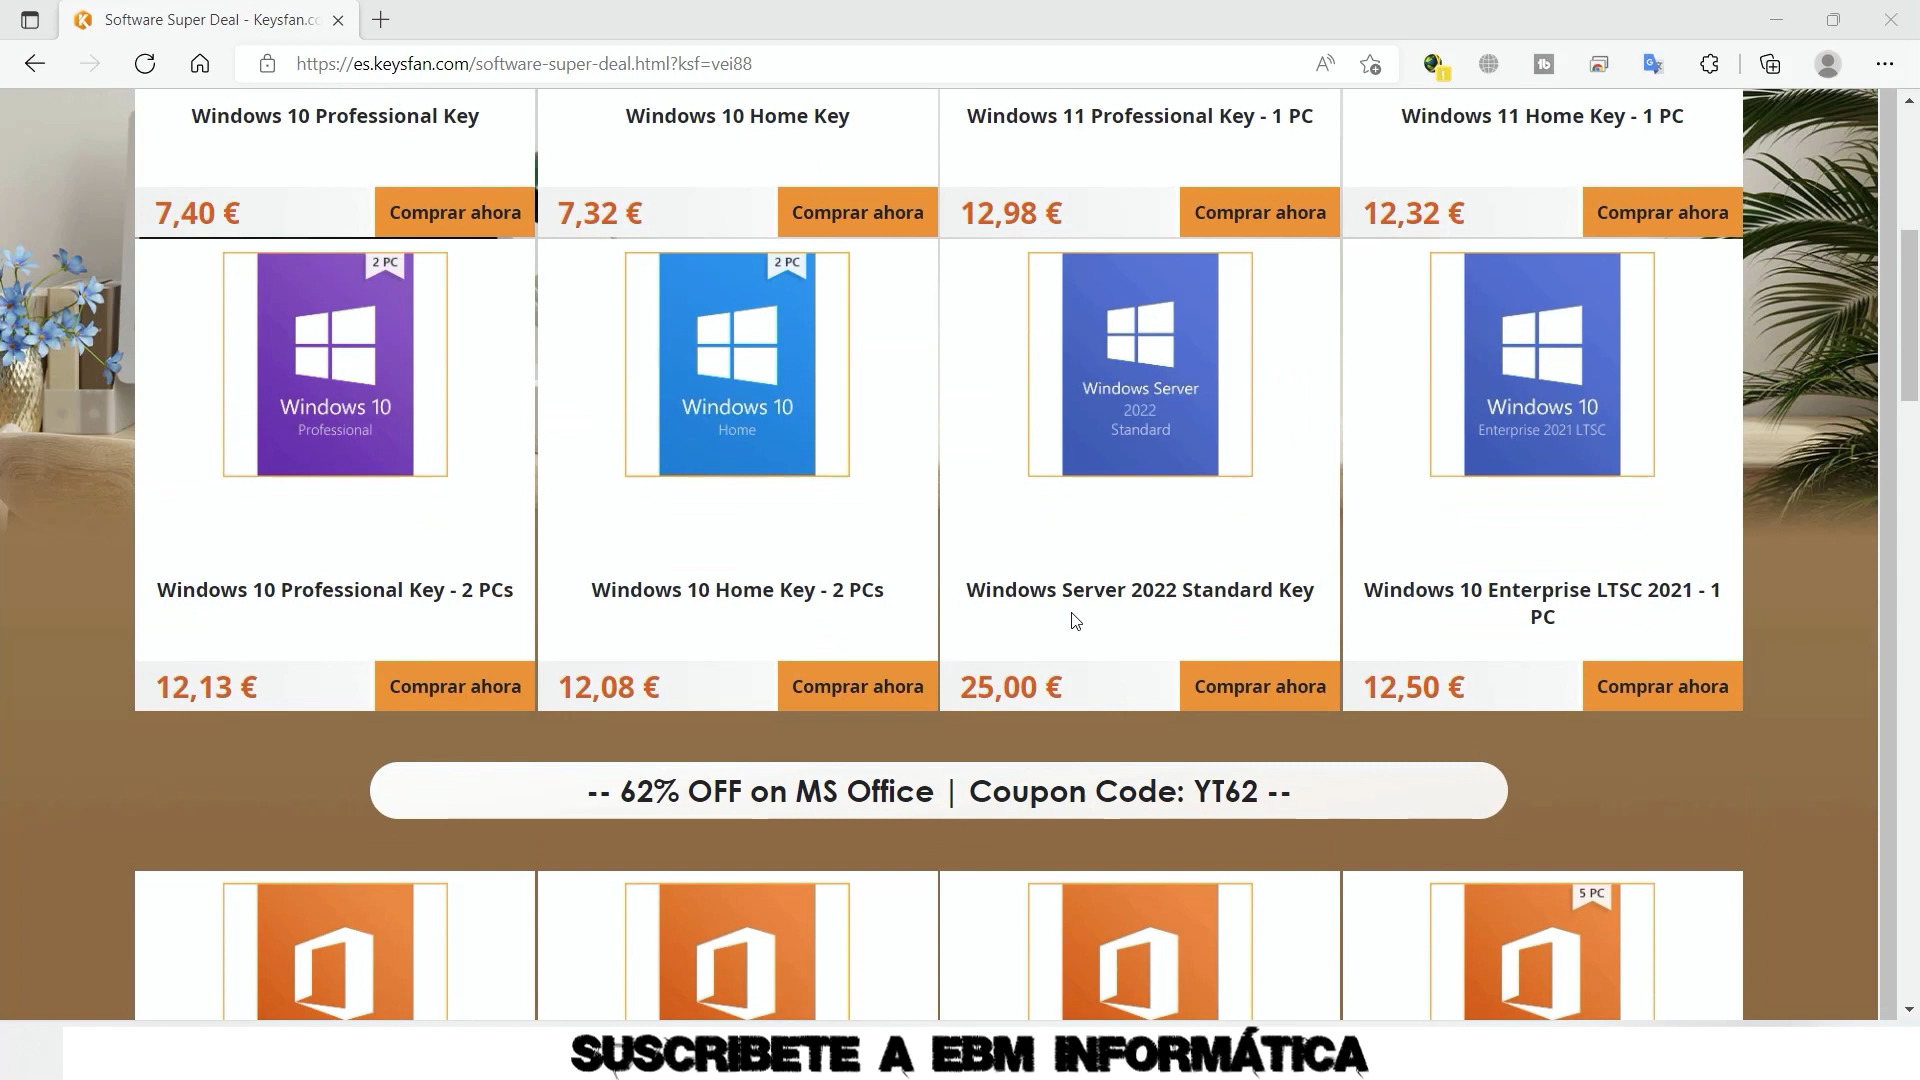 Software Super Deal - Keysfan.co
https://es.keysfan.com/software-super-deal.html?ksf=vei88
Windows 10 Professional Key
Windows 10 Home Key
Windows 11 Professional Key - 1 PC
Windows 11 Home Key - 1 PC
7,40 € Comprar ahora
7,32 € Comprar ahora
12,98 € Comprar ahora
12,32 € Comprar ahora
2 PC
Windows 10
Professional
2 PC
Windows 10
Home
Windows Server
2022
Standard
Windows 10
Enterprise 2021 LTSC
Windows 10 Professional Key - 2 PCs
Windows 10 Home Key - 2 PCs
Windows Server 2022 Standard Key
Windows 10 Enterprise LTSC 2021 - 1
PC
12,13 € Comprar ahora
12,08 € Comprar ahora
25,00 € Comprar ahora
12,50 € Comprar ahora
-- 62% OFF on MS Office | Coupon Code: YT62 --
5 PC
SUSCRIBETE A EBM INFORMÁTICA